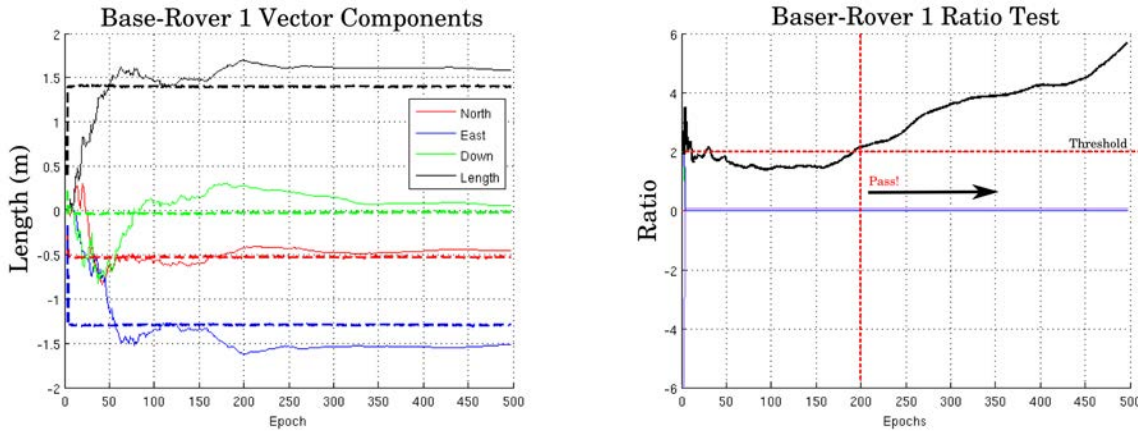 Base-Rover 1 Vector Components
Length (m)
2
1.5
1
0.5
0
-0.5
-1
-1.5
-2
North
East
Down
Length
0 50 100 150 200 250 300 350 400 450 500
Epoch
Baser-Rover 1 Ratio Test
Ratio
6
4
2
0
-2
-4
-6
Threshold
Pass!
0 50 100 150 200 250 300 350 400 450 500
Epochs